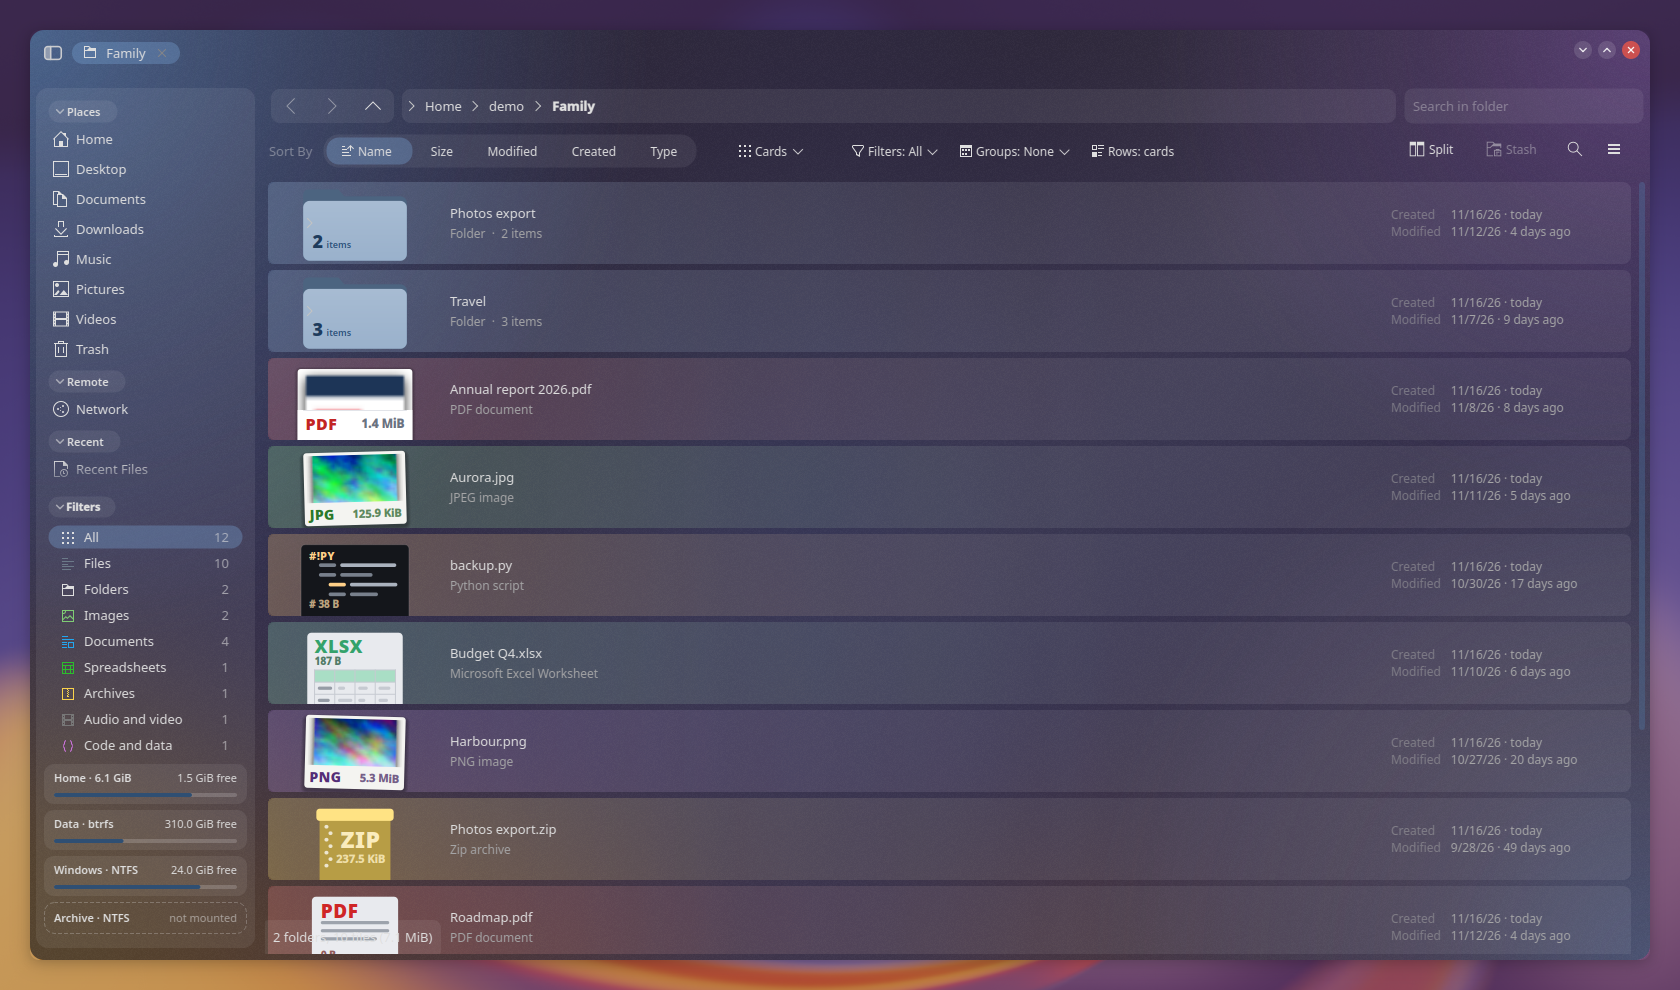 Family
Places
Home
Desktop
Documents
Downloads
Music
Pictures
Videos
Trash
Remote
Network
Recent
Recent Files
Filters
All 12
Files 10
Folders 2
Images 2
Documents 4
Spreadsheets 1
Archives 1
Audio and video 1
Code and data 1
Home · 6.1 GiB 1.5 GiB free
Data · btrfs 310.0 GiB free
Windows · NTFS 24.0 GiB free
Archive · NTFS not mounted
Home demo Family
Search in folder
Sort By Name Size Modified Created Type Cards Filters: All Groups: None Rows: cards Split Stash
2 items
Photos export
Folder · 2 items
Created 11/16/26 · today
Modified 11/12/26 · 4 days ago
3 items
Travel
Folder · 3 items
Created 11/16/26 · today
Modified 11/7/26 · 9 days ago
PDF 1.4 MiB
Annual report 2026.pdf
PDF document
Created 11/16/26 · today
Modified 11/8/26 · 8 days ago
JPG 125.9 KiB
Aurora.jpg
JPEG image
Created 11/16/26 · today
Modified 11/11/26 · 5 days ago
#!PY
# 38 B
backup.py
Python script
Created 11/16/26 · today
Modified 10/30/26 · 17 days ago
XLSX
187 B
Budget Q4.xlsx
Microsoft Excel Worksheet
Created 11/16/26 · today
Modified 11/10/26 · 6 days ago
PNG 5.3 MiB
Harbour.png
PNG image
Created 11/16/26 · today
Modified 10/27/26 · 20 days ago
ZIP
237.5 KiB
Photos export.zip
Zip archive
Created 11/16/26 · today
Modified 9/28/26 · 49 days ago
PDF
Roadmap.pdf
PDF document
Created 11/16/26 · today
Modified 11/12/26 · 4 days ago
2 MiB)